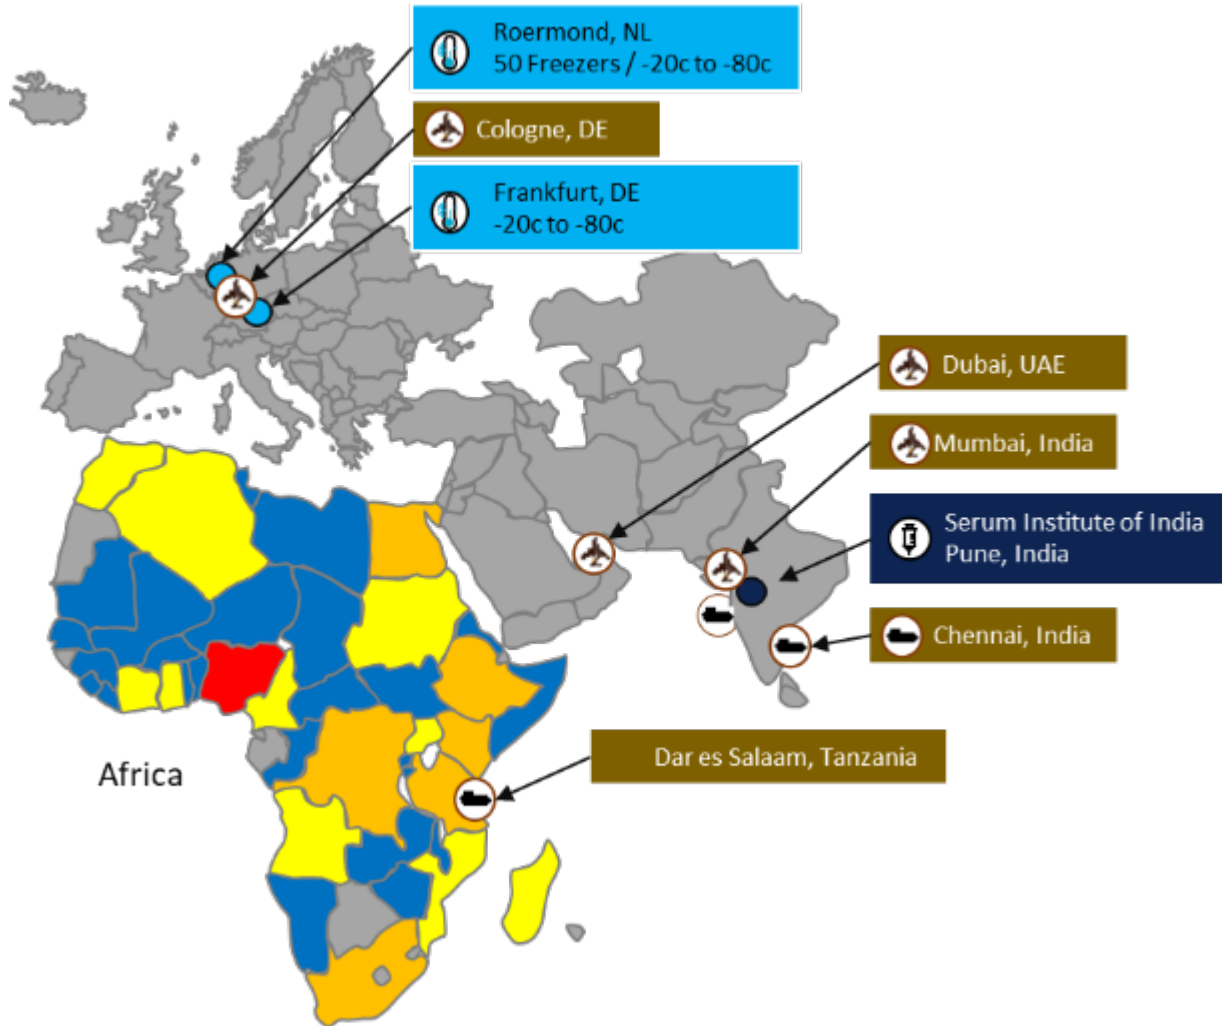 Roermond, NL
50 Freezers / -20c to -80c
Cologne, DE
Frankfurt, DE
-20c to -80c
Dubai, UAE
Mumbai, India
Serum Institute of India
Pune, India
Chennai, India
Dar es Salaam, Tanzania
Africa